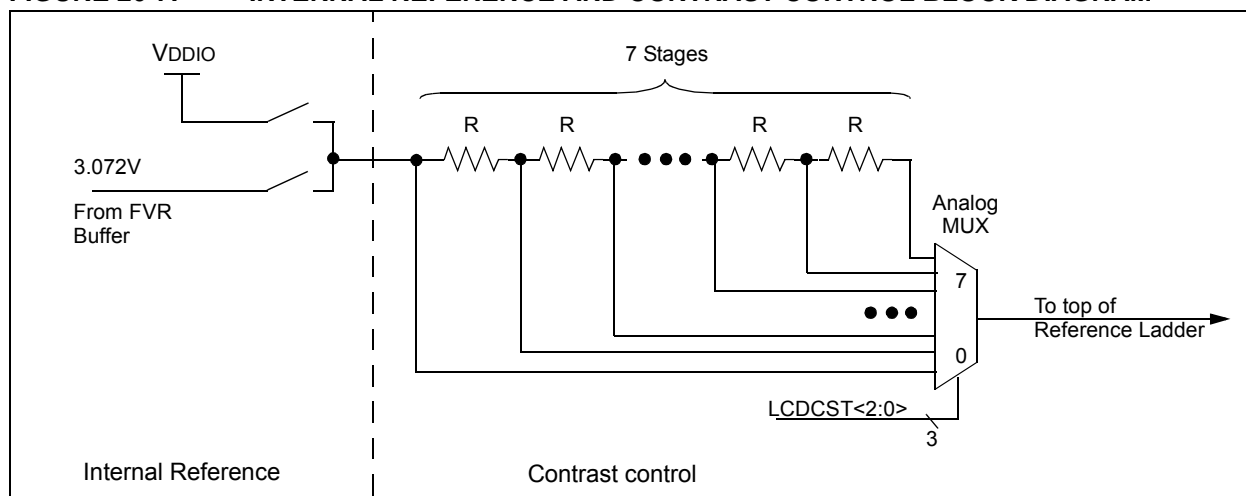 VDDIO
7 Stages
R
R
R
R
3.072V
From FVR
Buffer
Analog
MUX
7
0
To top of
Reference Ladder
LCDCST<2:0>
3
Internal Reference
Contrast control